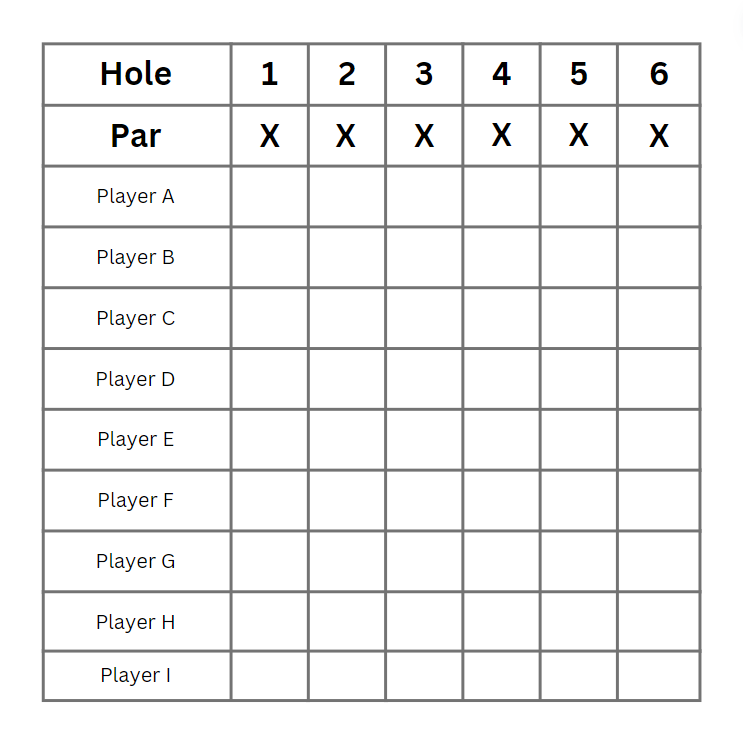 Hole 1 2 3 4 5 6
Par X X X X X X
Player A
Player B
Player C
Player D
Player E
Player F
Player G
Player H
Player I